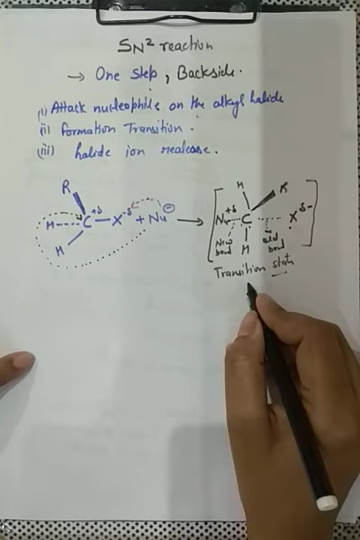 SN² reaction
→ One step, Backside.
(i) Attack nucleophile on the alkyl halide
(ii) formation Transition.
(iii) halide ion realease.
R
H C +δ X -δ + Nu ⊖ →
H
H R
Nu +δ C X δ-
New bond H old bond
Transition state